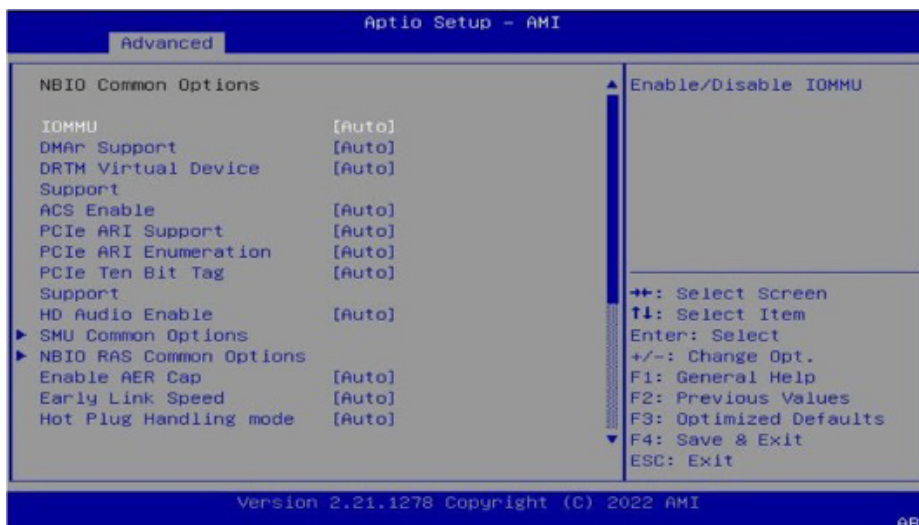 Aptio Setup – AMI
Advanced
NBIO Common Options
IOMMU [Auto]
DMAr Support [Auto]
DRTM Virtual Device [Auto]
Support
ACS Enable [Auto]
PCIe ARI Support [Auto]
PCIe ARI Enumeration [Auto]
PCIe Ten Bit Tag [Auto]
Support
HD Audio Enable [Auto]
► SMU Common Options
► NBIO RAS Common Options
Enable AER Cap [Auto]
Early Link Speed [Auto]
Hot Plug Handling mode [Auto]
Enable/Disable IOMMU
→←: Select Screen
↑↓: Select Item
Enter: Select
+/-: Change Opt.
F1: General Help
F2: Previous Values
F3: Optimized Defaults
F4: Save & Exit
ESC: Exit
Version 2.21.1278 Copyright (C) 2022 AMI